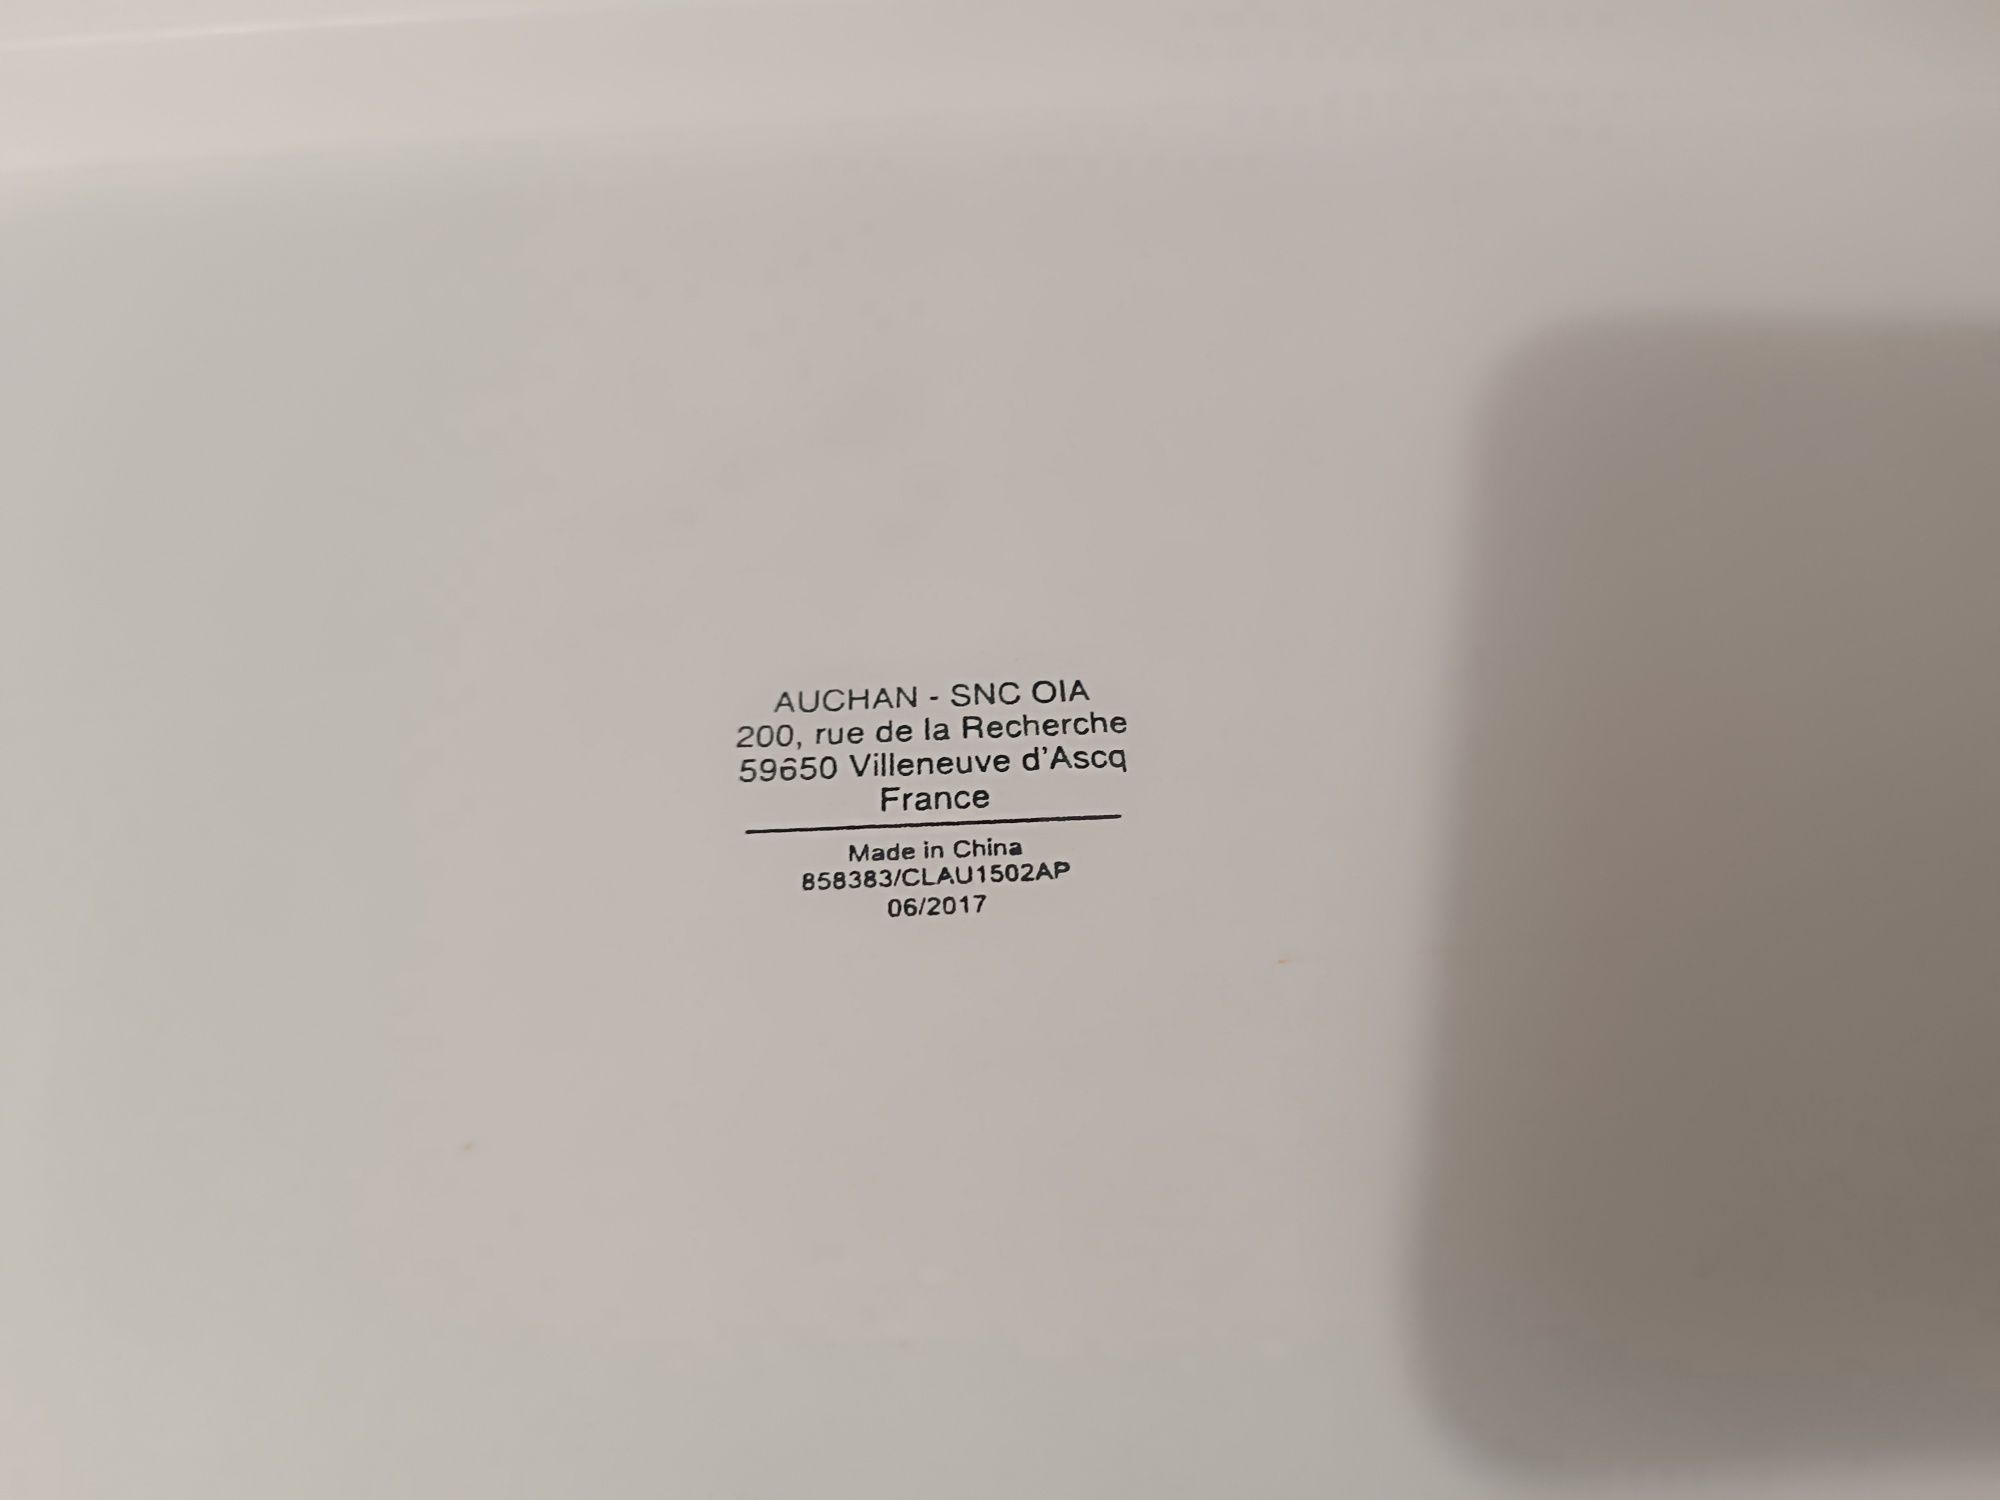 AUCHAN - SNC OIA
200, rue de la Recherche
59650 Villeneuve d'Ascq
France
Made in China
858383/CLAU1502AP
06/2017